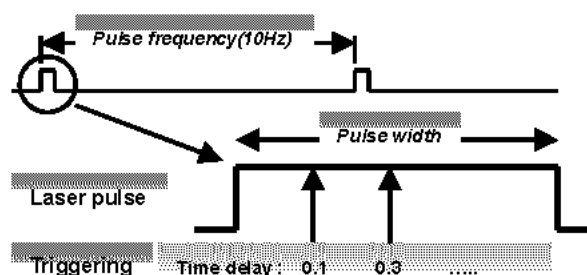 Pulse frequency(10Hz)
Pulse width
Laser pulse
Triggering Time delay : 0.1 0.3 .....